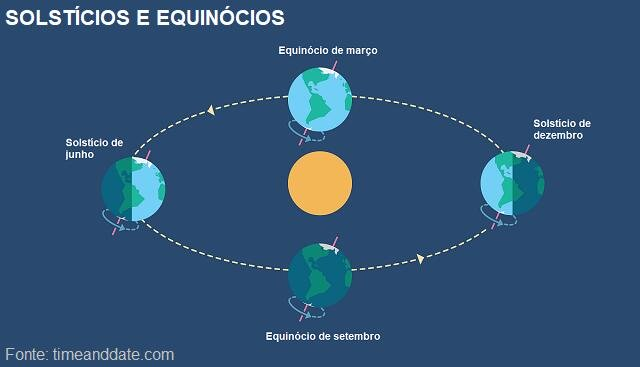 SOLSTÍCIOS E EQUINÓCIOS
Equinócio de março
Solstício de
dezembro
Solstício de
junho
Equinócio de setembro
Fonte: timeanddate.com